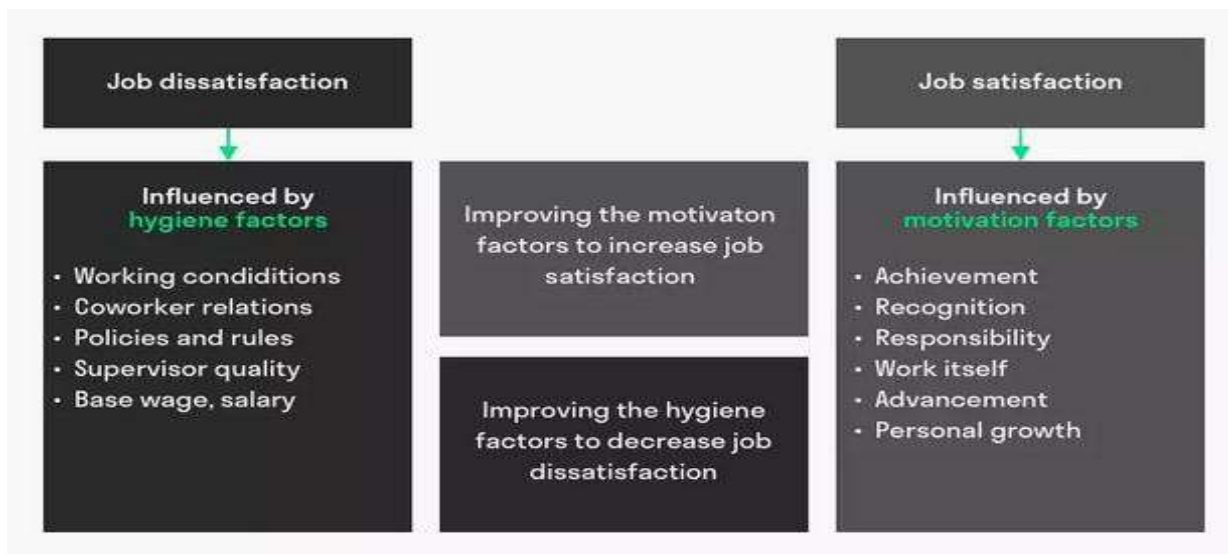 Job dissatisfaction
Job satisfaction
Influenced by
hygiene factors
• Working condiditions
• Coworker relations
• Policies and rules
• Supervisor quality
• Base wage, salary
Improving the motivaton
factors to increase job
satisfaction
Improving the hygiene
factors to decrease job
dissatisfaction
Influenced by
motivation factors
• Achievement
• Recognition
• Responsibility
• Work itself
• Advancement
• Personal growth